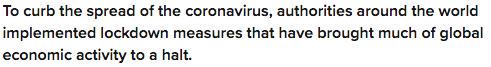 To curb the spread of the coronavirus, authorities around the world
implemented lockdown measures that have brought much of global
economic activity to a halt.